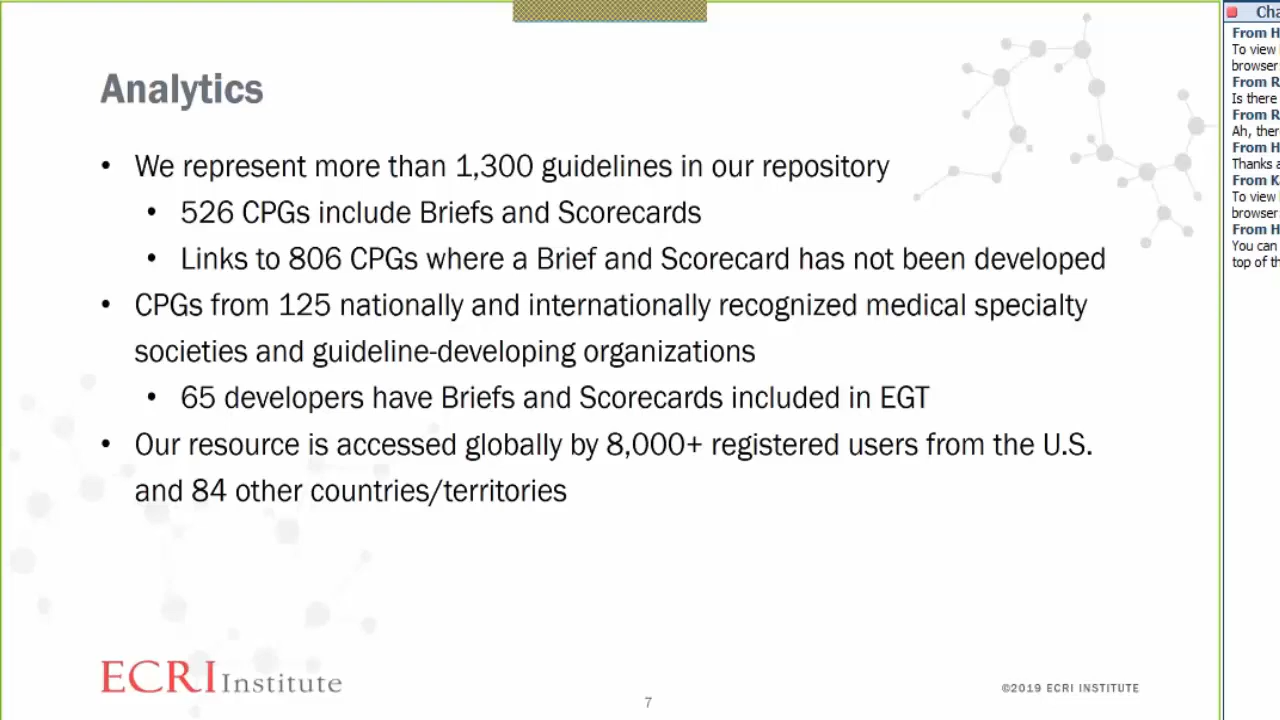 Analytics
• We represent more than 1,300 guidelines in our repository
• 526 CPGs include Briefs and Scorecards
• Links to 806 CPGs where a Brief and Scorecard has not been developed
• CPGs from 125 nationally and internationally recognized medical specialty
societies and guideline-developing organizations
• 65 developers have Briefs and Scorecards included in EGT
• Our resource is accessed globally by 8,000+ registered users from the U.S.
and 84 other countries/territories
ECRI Institute
7
©2019 ECRI INSTITUTE
From H
To view
browser
From R
Is there
From R
Ah, ther
From H
Thanks a
From K
To view
browser
From H
You can
top of th